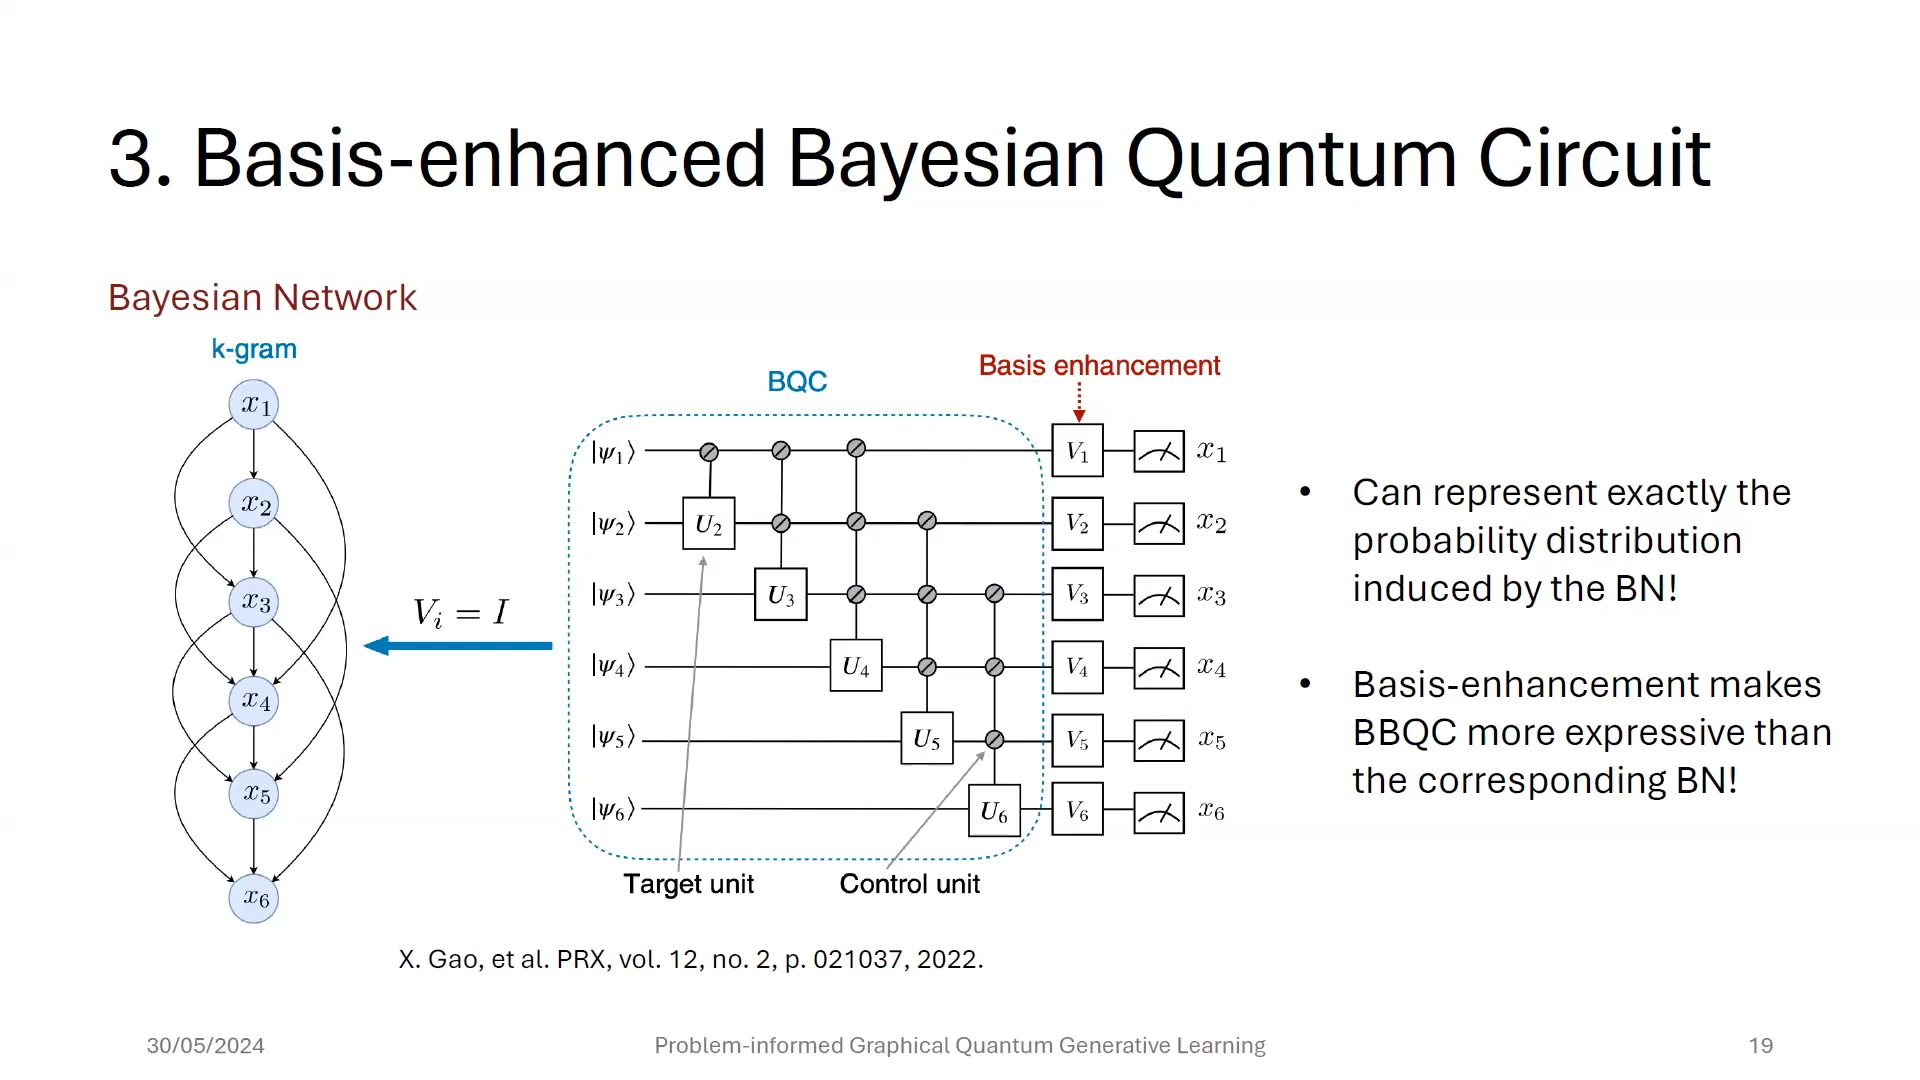 3. Basis-enhanced Bayesian Quantum Circuit
Bayesian Network
k-gram
x1
x2
x3
x4
x5
x6
Vi = I
BQC
Basis enhancement
|ψ1⟩ V1 x1
|ψ2⟩ U2 V2 x2
|ψ3⟩ U3 V3 x3
|ψ4⟩ U4 V4 x4
|ψ5⟩ U5 V5 x5
|ψ6⟩ U6 V6 x6
Target unit
Control unit
• Can represent exactly the
probability distribution
induced by the BN!
• Basis-enhancement makes
BBQC more expressive than
the corresponding BN!
X. Gao, et al. PRX, vol. 12, no. 2, p. 021037, 2022.
30/05/2024
Problem-informed Graphical Quantum Generative Learning
19